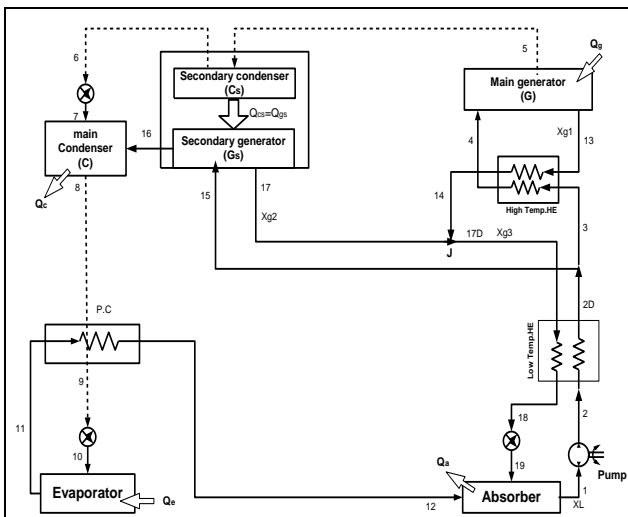 6
5
Qg
Secondary condenser
(Cs)
Main generator
(G)
7
Qcs=Qgs
main
Condenser
(C)
16
Secondary generator
(Gs)
4
Xg1
13
Qc
8
15
17
14
High Temp.HE
Xg2
3
17D
Xg3
J
P.C
2D
Low Temp.HE
9
11
18
2
10
Qa
19
Pump
Evaporator
Qe
12
Absorber
1
XL